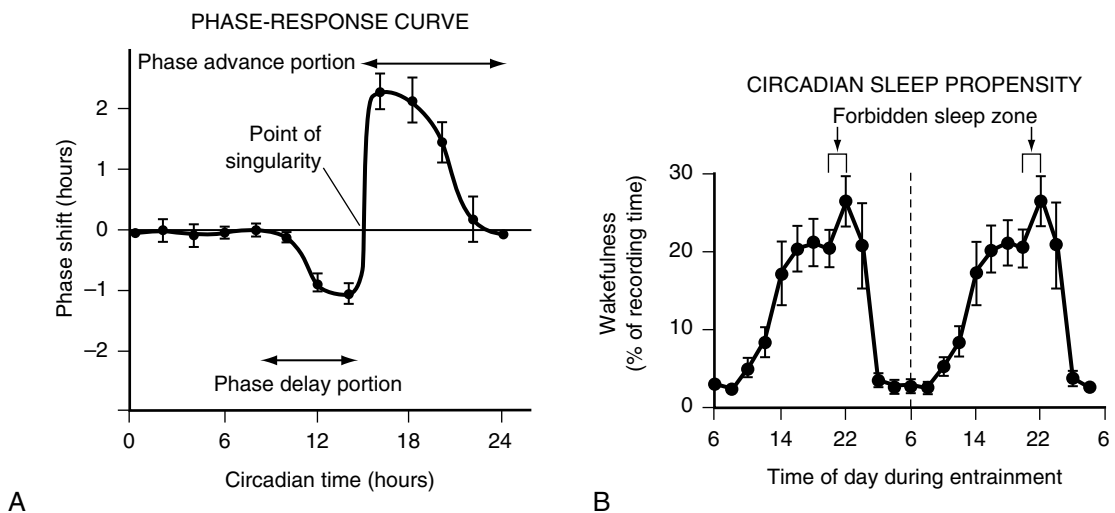 PHASE-RESPONSE CURVE
Phase advance portion
Point of
singularity
Phase shift (hours)
2
1
0
–1
–2
Phase delay portion
0
6
12
18
24
Circadian time (hours)
A
CIRCADIAN SLEEP PROPENSITY
Forbidden sleep zone
Wakefulness
(% of recording time)
30
20
10
0
6
14
22
6
14
22
6
Time of day during entrainment
B